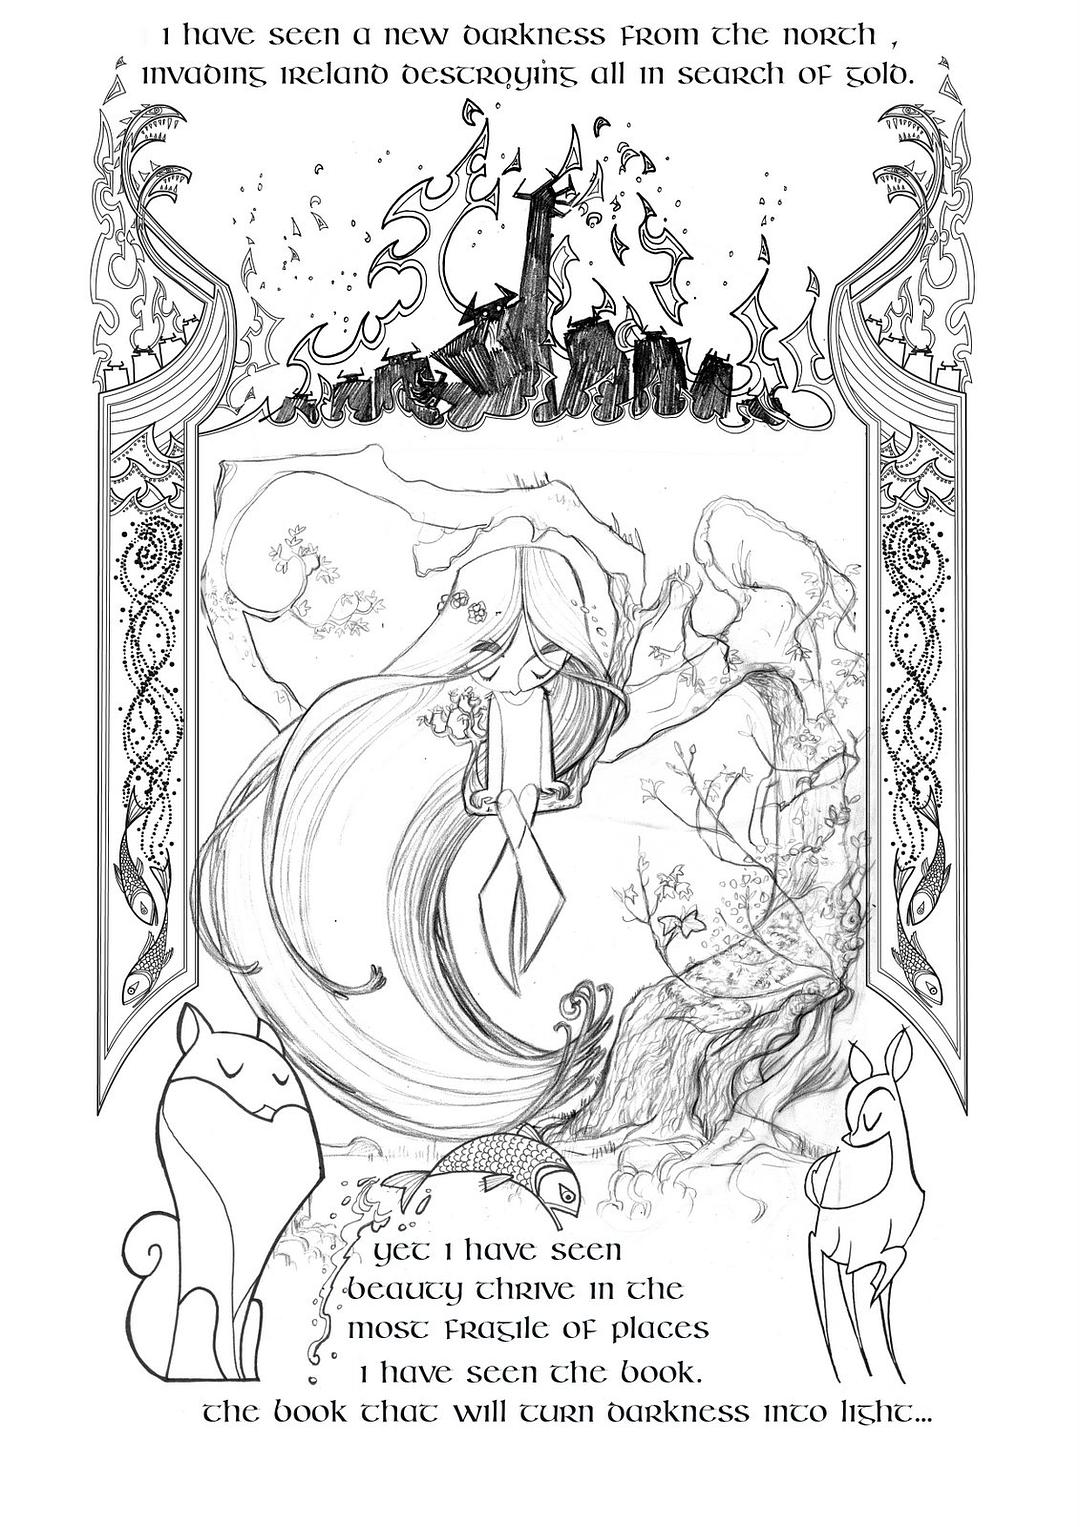 I have seen a new darkness from the north,
invading Ireland destroying all in search of gold.
yet I have seen
beauty thrive in the
most fragile of places
I have seen the book.
the book that will turn darkness into light...